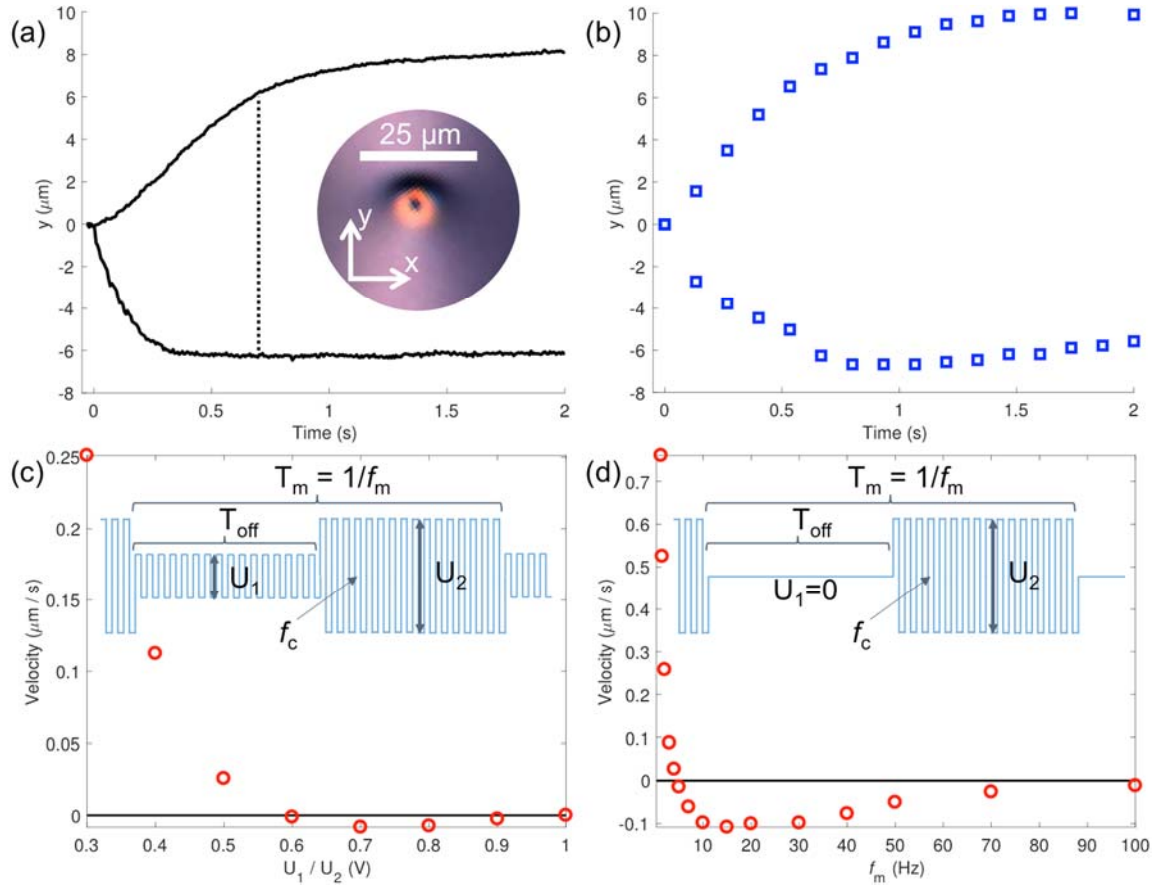 (a)
10
8
6
4
2
0
-2
-4
-6
-8
y (μm)
0
0.5
1
1.5
2
Time (s)
25 μm
y
x
(b)
10
8
6
4
2
0
-2
-4
-6
-8
y (μm)
0
0.5
1
1.5
2
Time (s)
(c)
0.25
0.2
0.15
0.1
0.05
0
Velocity (μm / s)
T_m = 1/f_m
T_off
U_1
U_2
f_c
0.3
0.4
0.5
0.6
0.7
0.8
0.9
1
U_1 / U_2 (V)
(d)
0.7
0.6
0.5
0.4
0.3
0.2
0.1
0
-0.1
Velocity (μm / s)
T_m = 1/f_m
T_off
U_1=0
U_2
f_c
10
20
30
40
50
60
70
80
90
100
f_m (Hz)